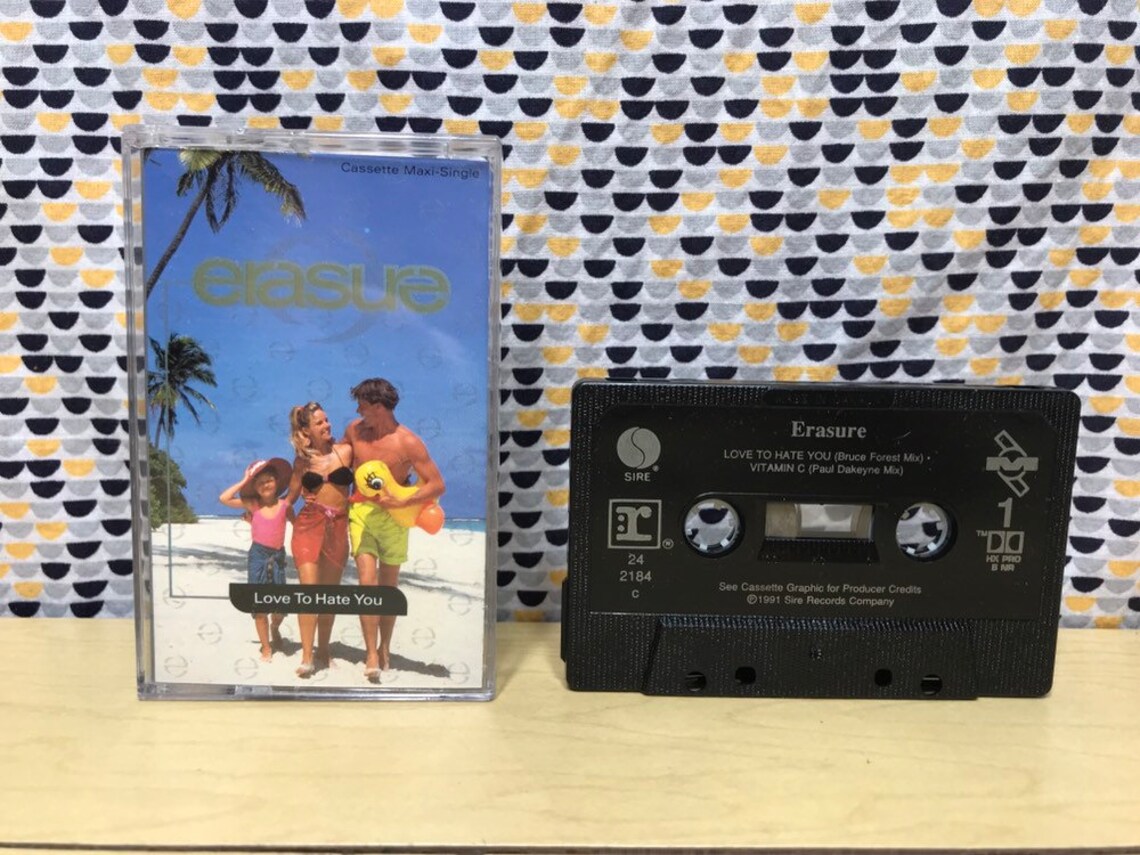 Cassette Maxi-Single
erasure
Love To Hate You
Erasure
LOVE TO HATE YOU (Bruce Forest Mix) •
VITAMIN C (Paul Dakeyne Mix)
SIRE
®
r
®
24
2184
C
1
TM
HX PRO
B NR
See Cassette Graphic for Producer Credits
℗1991 Sire Records Company